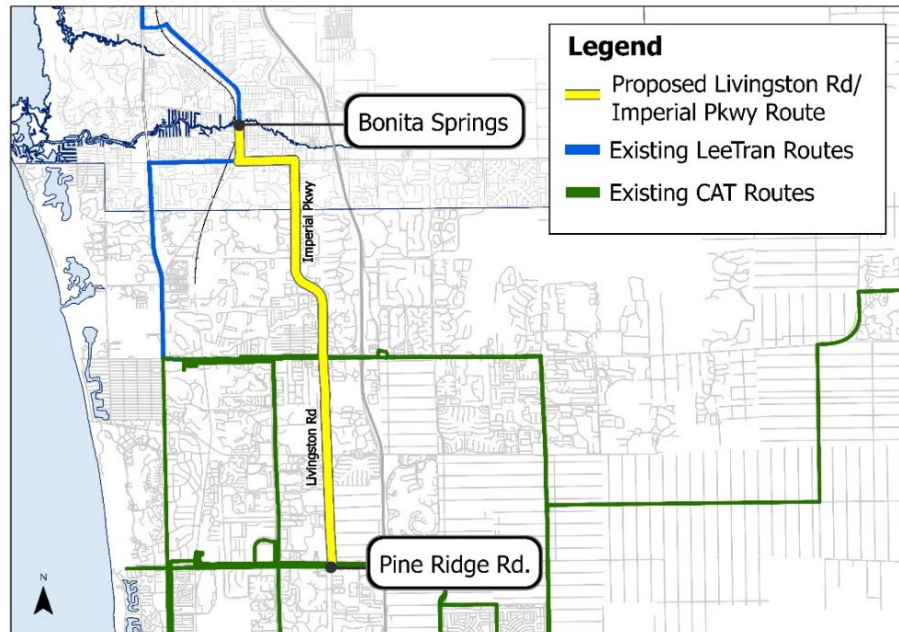 Legend
Proposed Livingston Rd/
Imperial Pkwy Route
Existing LeeTran Routes
Existing CAT Routes
Bonita Springs
Imperial Pkwy
Livingston Rd
Pine Ridge Rd.
N